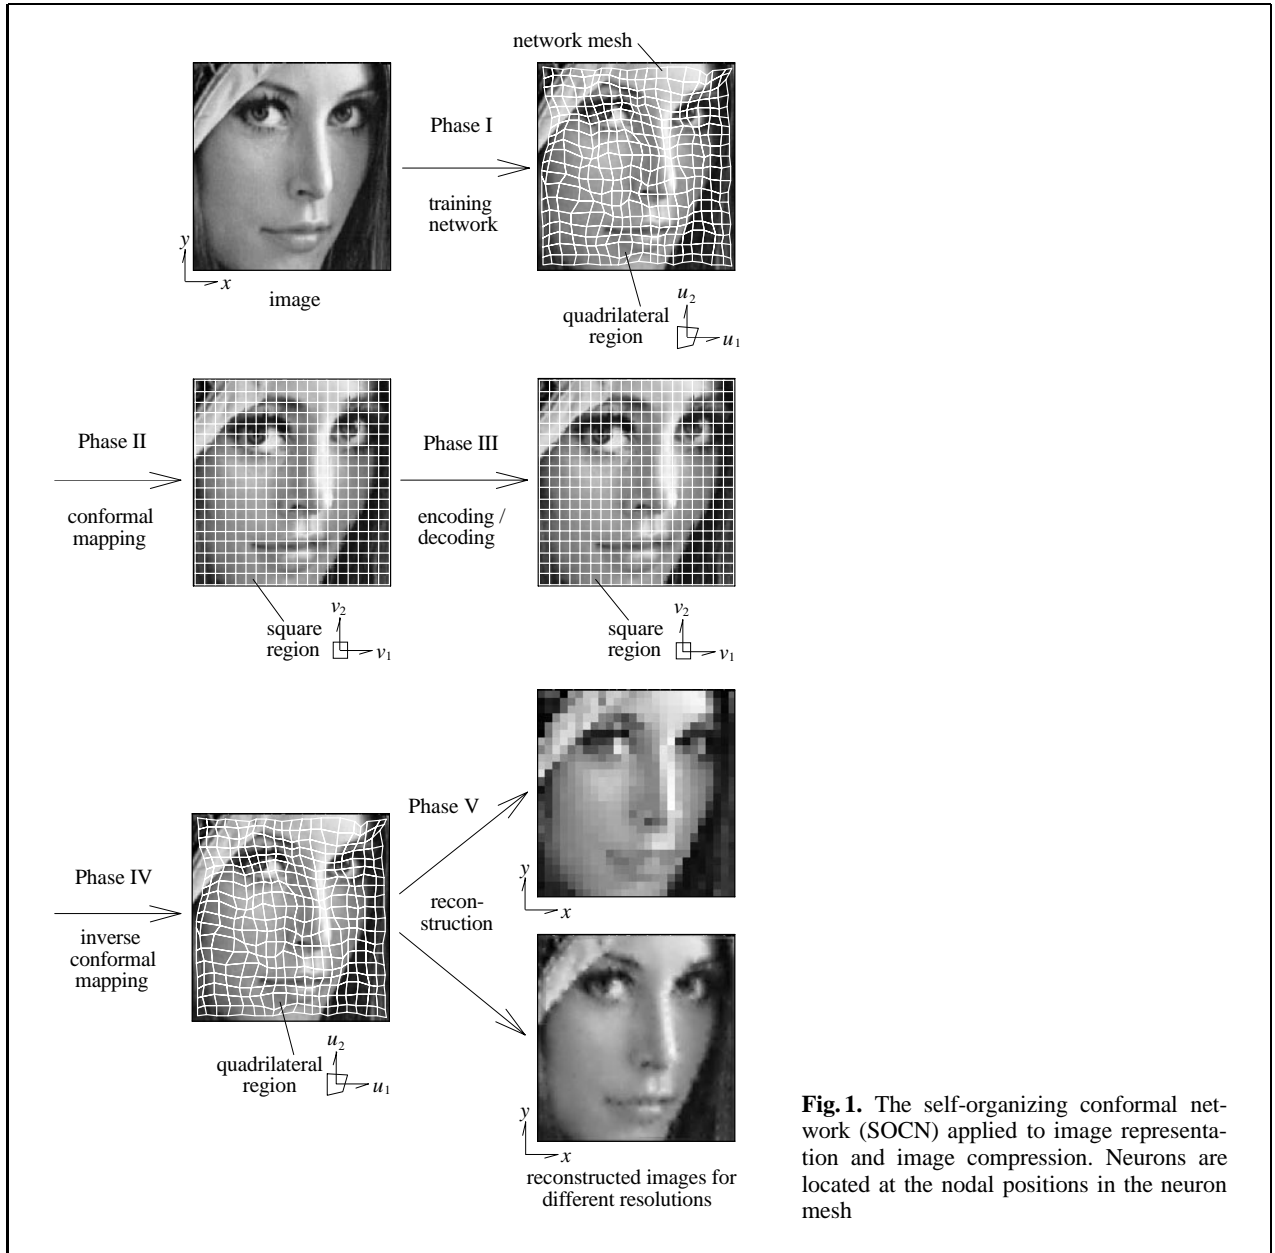 network mesh
Phase I
training
network
y
x
image
quadrilateral
region
u2
u1
Phase II
conformal
mapping
Phase III
encoding /
decoding
square
region
v2
v1
square
region
v2
v1
Phase IV
inverse
conformal
mapping
quadrilateral
region
u2
u1
Phase V
recon-
struction
y
x
y
x
reconstructed images for
different resolutions
Fig. 1. The self-organizing conformal net-
work (SOCN) applied to image representa-
tion and image compression. Neurons are
located at the nodal positions in the neuron
mesh